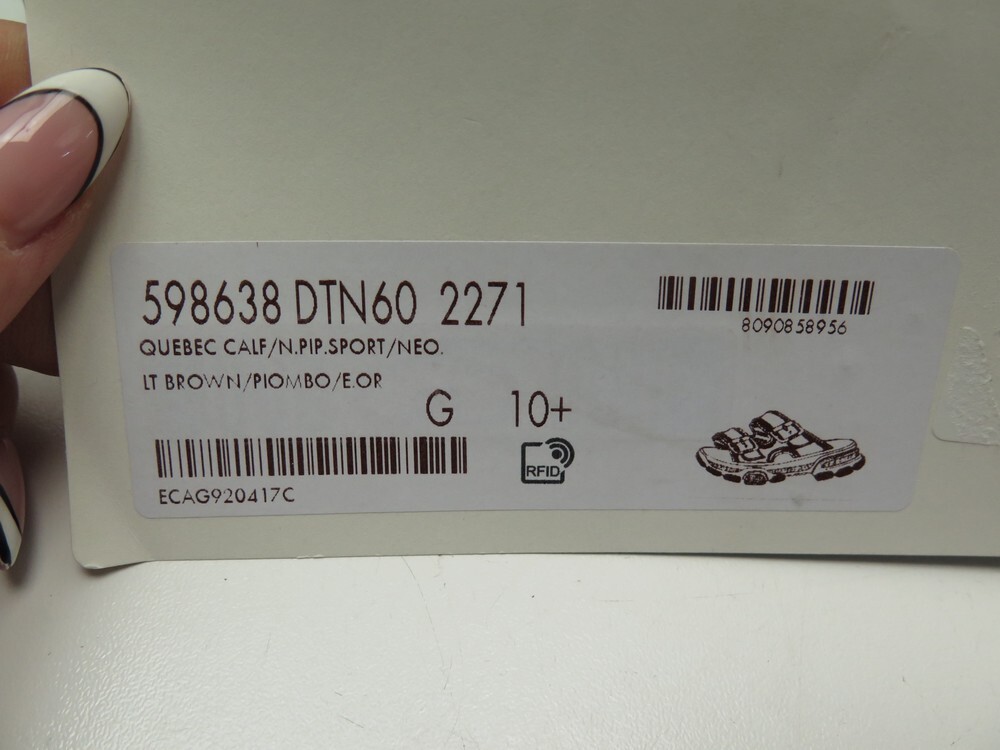 598638 DTN60 2271
8090858956
QUEBEC CALF/N.PIP.SPORT/NEO.
LT BROWN/PIOMBO/E.OR
G 10+
RFID
ECAG920417C